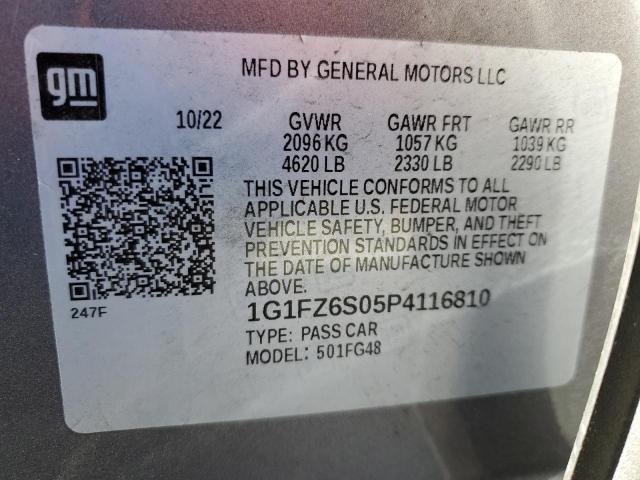 gm
MFD BY GENERAL MOTORS LLC
10/22 GVWR GAWR FRT GAWR RR
2096 KG 1057 KG 1039 KG
4620 LB 2330 LB 2290 LB
THIS VEHICLE CONFORMS TO ALL
APPLICABLE U.S. FEDERAL MOTOR
VEHICLE SAFETY, BUMPER, AND THEFT
PREVENTION STANDARDS IN EFFECT ON
THE DATE OF MANUFACTURE SHOWN
ABOVE.
247F
1G1FZ6S05P4116810
TYPE: PASS CAR
MODEL: 501FG48